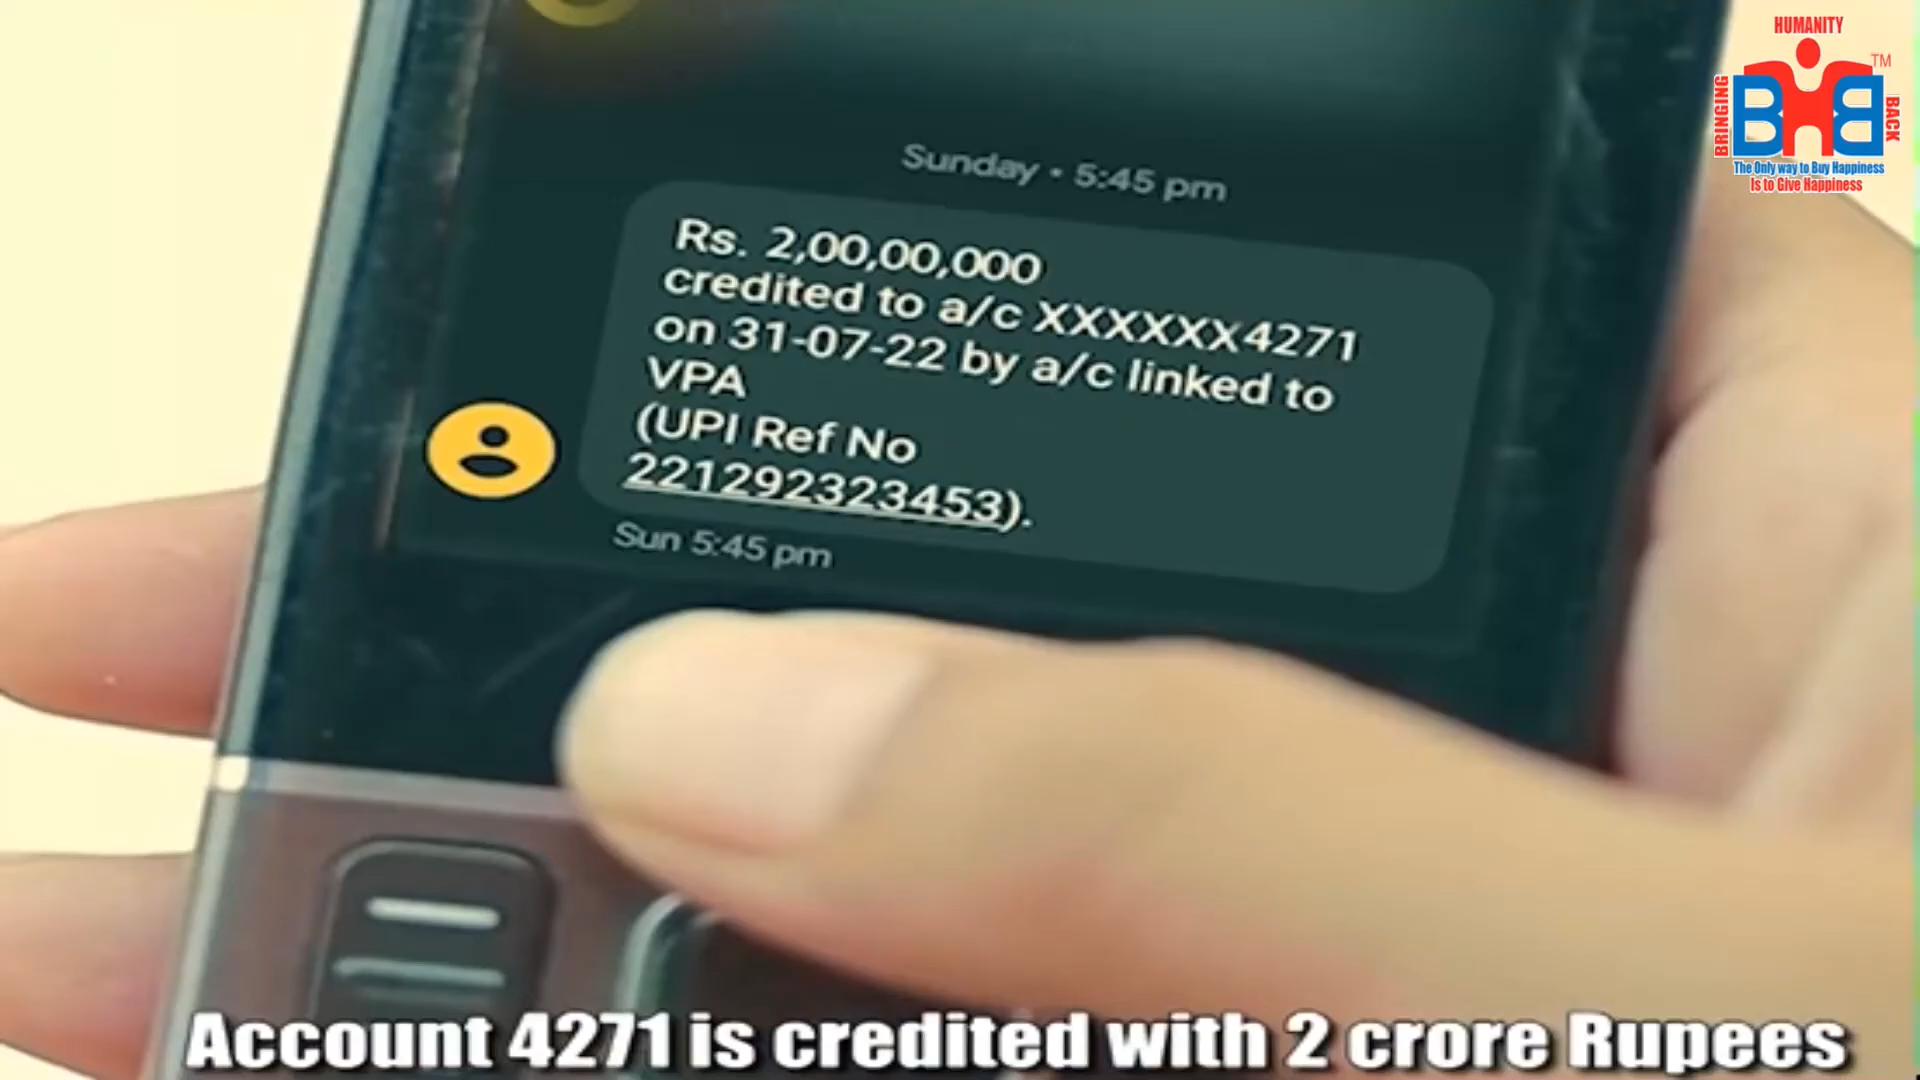 HUMANITY
BRINGING
BHB
TM
BACK
The Only way to Buy Happiness
Is to Give Happiness
Sunday • 5:45 pm
Rs. 2,00,00,000
credited to a/c XXXXXX4271
on 31-07-22 by a/c linked to
VPA
(UPI Ref No
221292323453).
Sun 5:45 pm
Account 4271 is credited with 2 crore Rupees